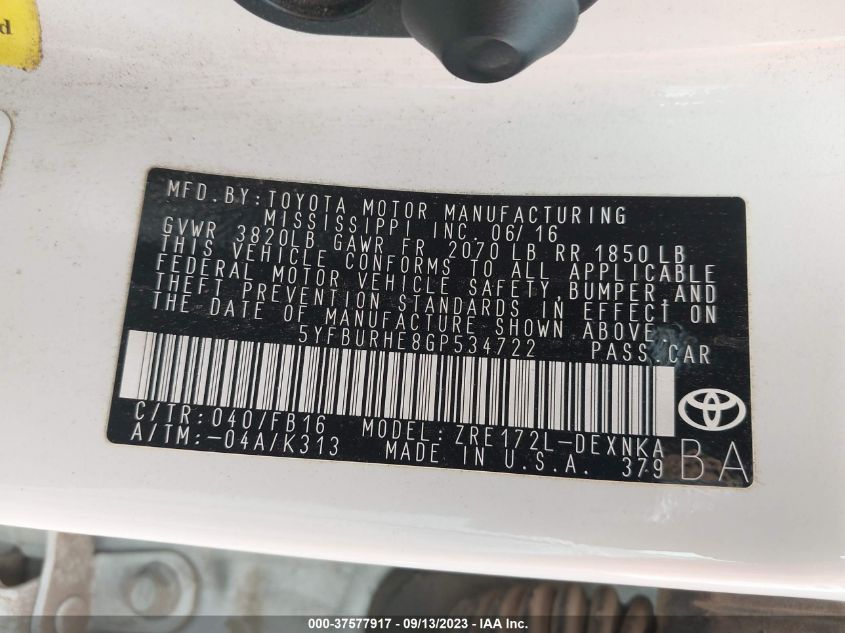 d
MFD.BY:TOYOTA MOTOR MANUFACTURING
MISSISSIPPI INC. 06/16
GVWR 3820LB GAWR FR 2070 LB RR 1850LB
THIS VEHICLE CONFORMS TO ALL APPLICABLE
FEDERAL MOTOR VEHICLE SAFETY,BUMPER,AND
THEFT PREVENTION STANDARDS IN EFFECT ON
THE DATE OF MANUFACTURE SHOWN ABOVE.
5YFBURHE8GP534722 PASS.CAR
C/TR:040/FB16 MODEL:ZRE172L-DEXNKA
A/TM:-04A/K313 MADE IN U.S.A. 379
BA
000-37577917 / 09/13/2023 - IAA